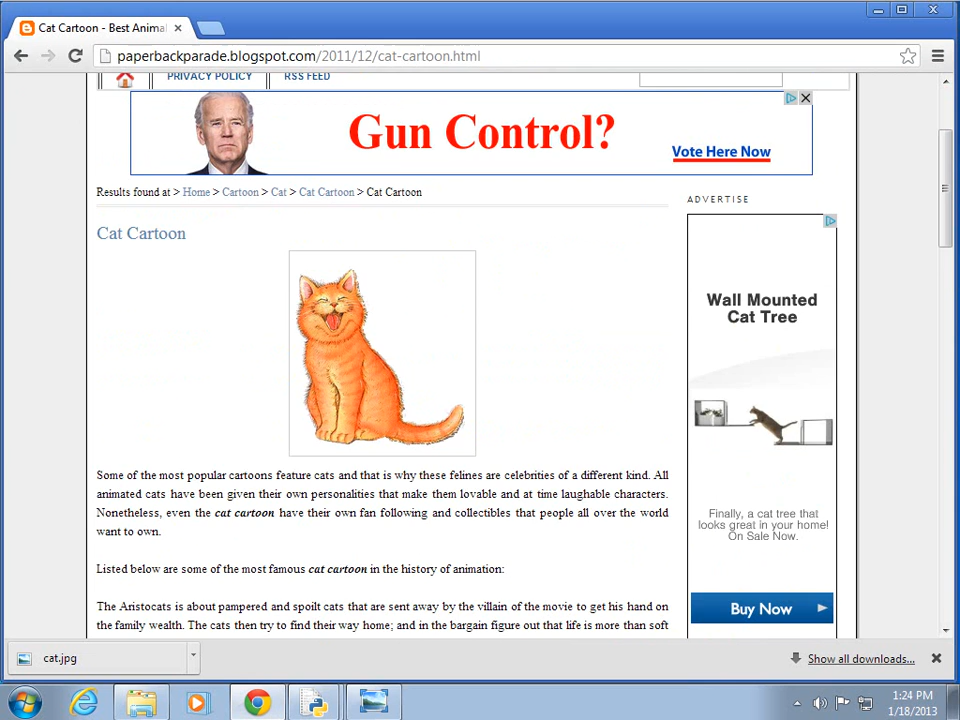 Cat Cartoon - Best Anima
paperbackparade.blogspot.com/2011/12/cat-cartoon.html
PRIVACY POLICY RSS FEED
Gun Control?
Vote Here Now
Results found at > Home > Cartoon > Cat > Cat Cartoon > Cat Cartoon
ADVERTISE
Cat Cartoon
Wall Mounted
Cat Tree
Some of the most popular cartoons feature cats and that is why these felines are celebrities of a different kind. All
animated cats have been given their own personalities that make them lovable and at time laughable characters.
Nonetheless, even the cat cartoon have their own fan following and collectibles that people all over the world
want to own.
Finally, a cat tree that
looks great in your home!
On Sale Now.
Listed below are some of the most famous cat cartoon in the history of animation:
The Aristocats is about pampered and spoilt cats that are sent away by the villain of the movie to get his hand on
the family wealth. The cats then try to find their way home; and in the bargain figure out that life is more than soft
Buy Now
cat.jpg
Show all downloads...
1:24 PM
1/18/2013